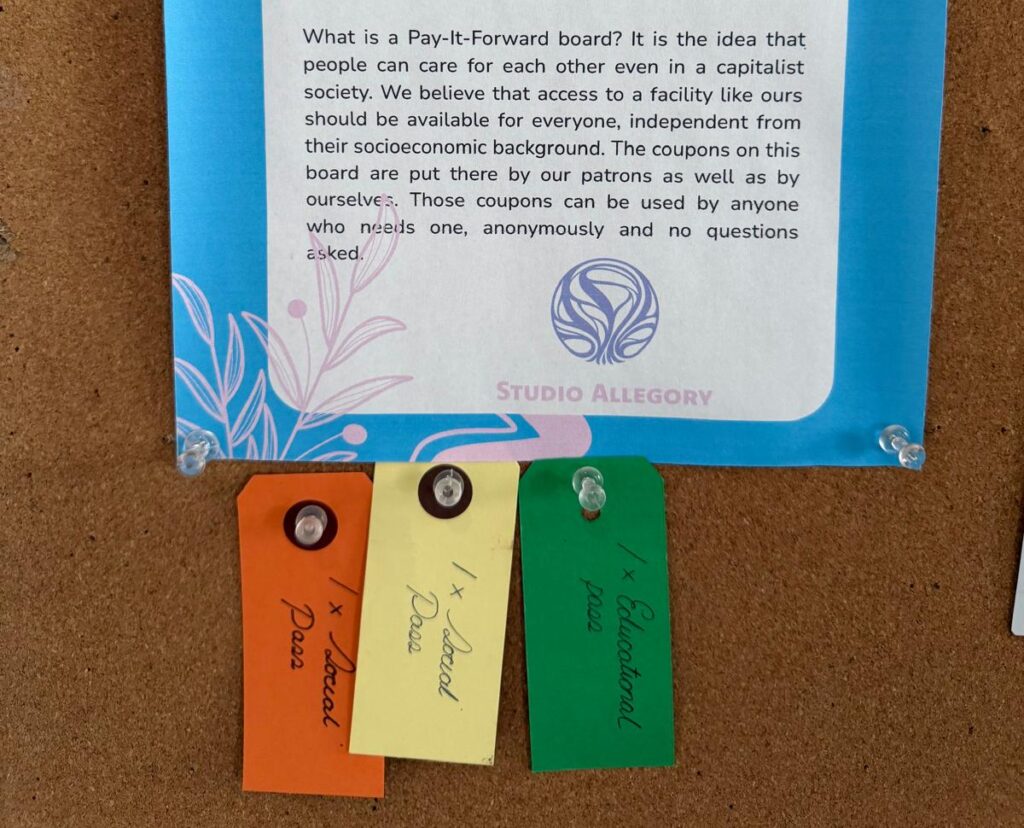 What is a Pay-It-Forward board? It is the idea that
people can care for each other even in a capitalist
society. We believe that access to a facility like ours
should be available for everyone, independent from
their socioeconomic background. The coupons on this
board are put there by our patrons as well as by
ourselves. Those coupons can be used by anyone
who needs one, anonymously and no questions
asked.
Studio Allegory
1 x Social
Pass
1 x Social
Pass
1 x Educational
pass